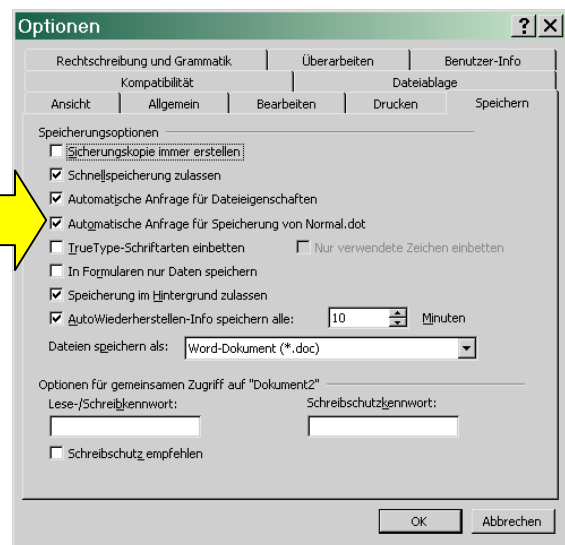 Optionen
Rechtschreibung und Grammatik Überarbeiten Benutzer-Info
Kompatibilität Dateiablage
Ansicht Allgemein Bearbeiten Drucken Speichern
Speicherungsoptionen
Sicherungskopie immer erstellen
Schnellspeicherung zulassen
Automatische Anfrage für Dateieigenschaften
Automatische Anfrage für Speicherung von Normal.dot
TrueType-Schriftarten einbetten Nur verwendete Zeichen einbetten
In Formularen nur Daten speichern
Speicherung im Hintergrund zulassen
AutoWiederherstellen-Info speichern alle: 10 Minuten
Dateien speichern als: Word-Dokument (*.doc)
Optionen für gemeinsamen Zugriff auf "Dokument2"
Lese-/Schreibkennwort: Schreibschutzkennwort:
Schreibschutz empfehlen
OK Abbrechen